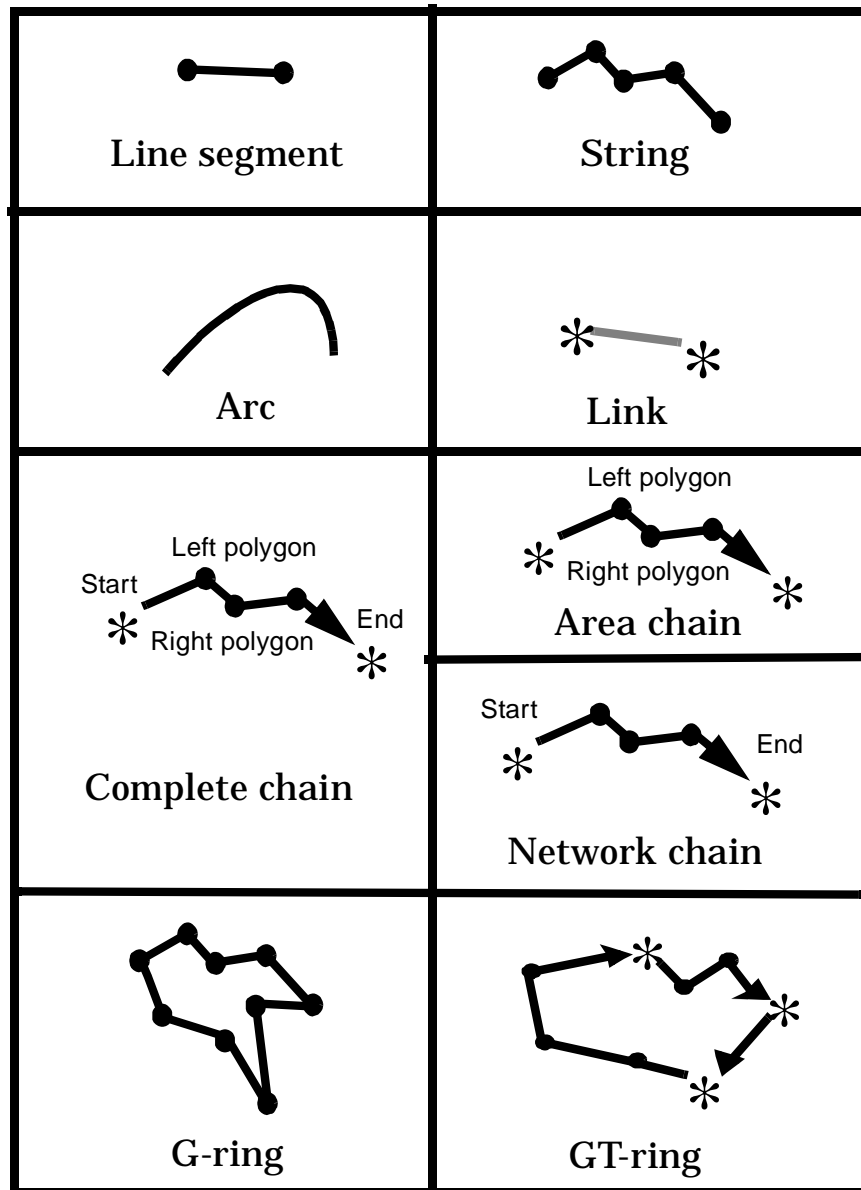 Line segment
String
Arc
Link
Left polygon
Start
Right polygon
End
Complete chain
Left polygon
Right polygon
Area chain
Start
End
Network chain
G-ring
GT-ring